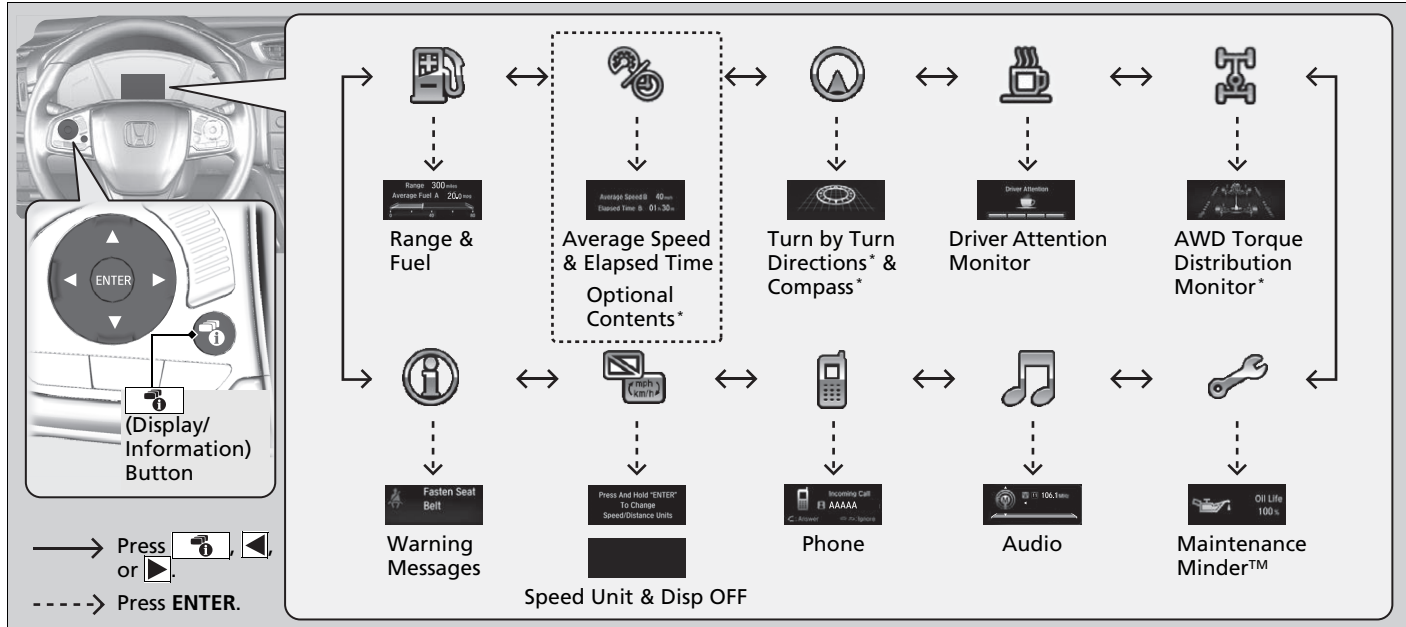 Range 300 miles
Average Fuel A 20.0 mpg
Range &
Fuel
Average Speed B 40 mph
Elapsed Time B 01h 30m
Average Speed
& Elapsed Time
Optional
Contents*
Turn by Turn
Directions* &
Compass*
Driver Attention
Driver Attention
Monitor
AWD Torque
Distribution
Monitor*
ENTER
(Display/
Information)
Button
mph
km/h
Fasten Seat
Belt
Warning
Messages
Press And Hold "ENTER"
To Change
Speed/Distance Units
Speed Unit & Disp OFF
Incoming Call
AAAAA
: Answer : Ignore
Phone
106.1 MHz
Audio
Oil Life
100 %
Maintenance
Minder™
Press , ,
or .
Press ENTER.